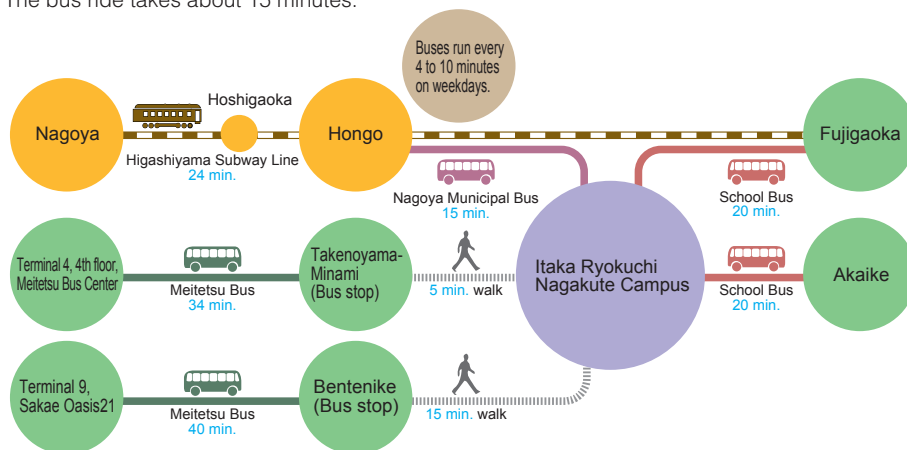 The bus ride takes about 15 minutes.
Buses run every
4 to 10 minutes
on weekdays.
Hoshigaoka
Nagoya
Hongo
Fujigaoka
Higashiyama Subway Line
24 min.
Nagoya Municipal Bus
15 min.
School Bus
20 min.
Terminal 4, 4th floor,
Meitetsu Bus Center
Meitetsu Bus
34 min.
Takenoyama-
Minami
(Bus stop)
5 min. walk
Itaka Ryokuchi
Nagakute Campus
School Bus
20 min.
Akaike
Terminal 9,
Sakae Oasis21
Meitetsu Bus
40 min.
Bentenike
(Bus stop)
15 min. walk